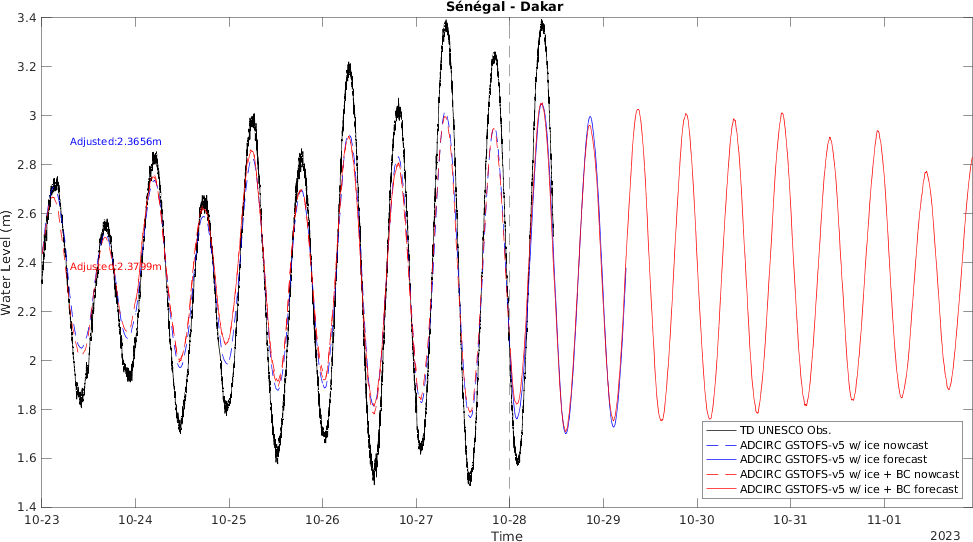 Sénégal - Dakar
3.4
3.2
3
2.8
2.6
2.4
2.2
2
1.8
1.6
1.4
Water Level (m)
Adjusted:2.3656m
Adjusted:2.3799m
TD UNESCO Obs.
ADCIRC GSTOFS-v5 w/ ice nowcast
ADCIRC GSTOFS-v5 w/ ice forecast
ADCIRC GSTOFS-v5 w/ ice + BC nowcast
ADCIRC GSTOFS-v5 w/ ice + BC forecast
10-23 10-24 10-25 10-26 10-27 10-28 10-29 10-30 10-31 11-01
Time
2023